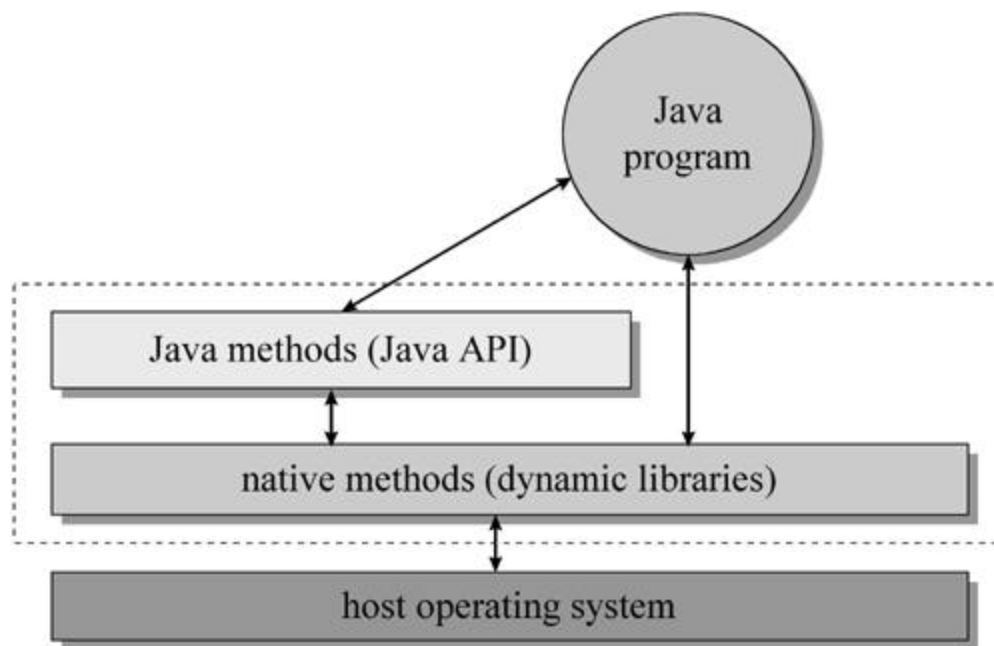 Java
program
Java methods (Java API)
native methods (dynamic libraries)
host operating system